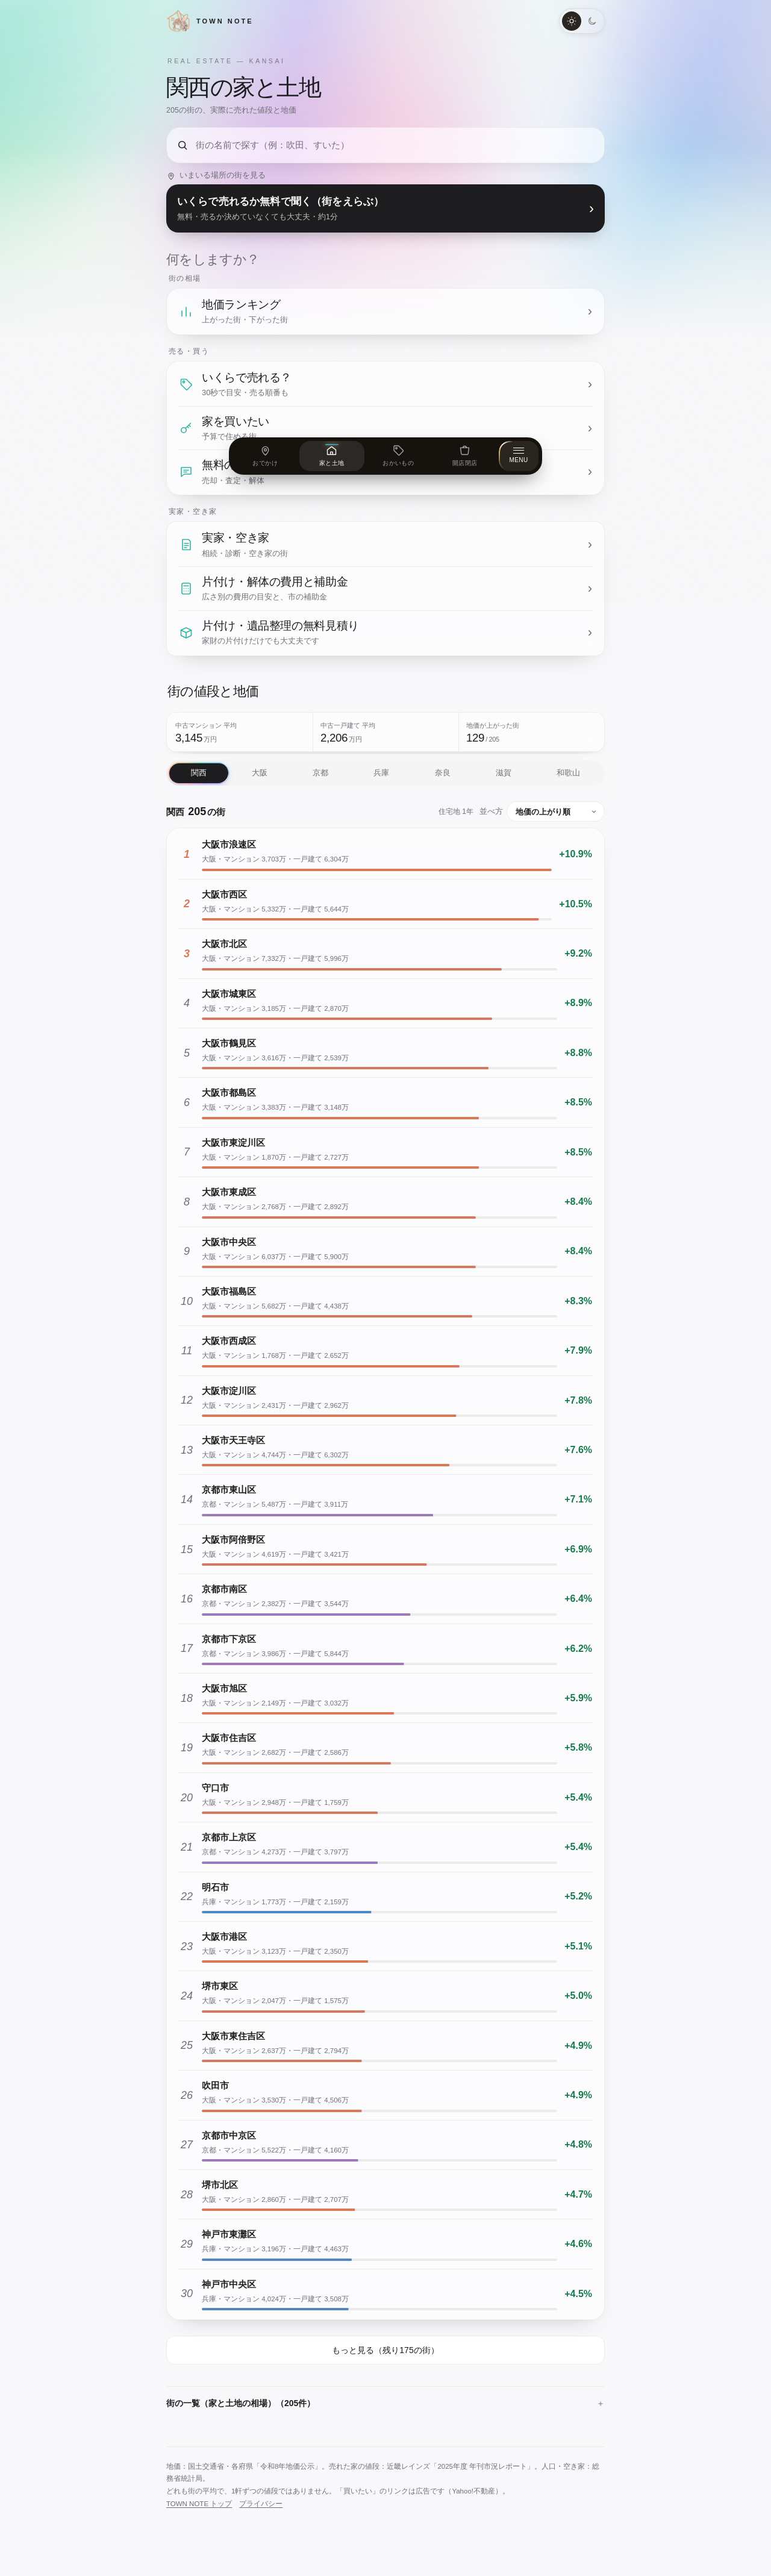 TOWN NOTE
REAL ESTATE — KANSAI
関西の家と土地
205の街の、実際に売れた値段と地価
街の名前で探す（例：吹田、すいた）
いまいる場所の街を見る
いくらで売れるか無料で聞く（街をえらぶ）
無料・売るか決めていなくても大丈夫・約1分
何をしますか？
街の相場
地価ランキング
上がった街・下がった街
売る・買う
いくらで売れる？
30秒で目安・売る順番も
家を買いたい
予算で住める街
おでかけ
家と土地
おかいもの
開店閉店
MENU
無料の
売却・査定・解体
実家・空き家
実家・空き家
相続・診断・空き家の街
片付け・解体の費用と補助金
広さ別の費用の目安と、市の補助金
片付け・遺品整理の無料見積り
家財の片付けだけでも大丈夫です
街の値段と地価
中古マンション 平均
3,145万円
中古一戸建て 平均
2,206万円
地価が上がった街
129 / 205
関西 大阪 京都 兵庫 奈良 滋賀 和歌山
関西 205の街
住宅地 1年 並べ方 地価の上がり順
1
大阪市浪速区
大阪・マンション 3,703万・一戸建て 6,304万
+10.9%
2
大阪市西区
大阪・マンション 5,332万・一戸建て 5,644万
+10.5%
3
大阪市北区
大阪・マンション 7,332万・一戸建て 5,996万
+9.2%
4
大阪市城東区
大阪・マンション 3,185万・一戸建て 2,870万
+8.9%
5
大阪市鶴見区
大阪・マンション 3,616万・一戸建て 2,539万
+8.8%
6
大阪市都島区
大阪・マンション 3,383万・一戸建て 3,148万
+8.5%
7
大阪市東淀川区
大阪・マンション 1,870万・一戸建て 2,727万
+8.5%
8
大阪市東成区
大阪・マンション 2,768万・一戸建て 2,892万
+8.4%
9
大阪市中央区
大阪・マンション 6,037万・一戸建て 5,900万
+8.4%
10
大阪市福島区
大阪・マンション 5,682万・一戸建て 4,438万
+8.3%
11
大阪市西成区
大阪・マンション 1,768万・一戸建て 2,652万
+7.9%
12
大阪市淀川区
大阪・マンション 2,431万・一戸建て 2,962万
+7.8%
13
大阪市天王寺区
大阪・マンション 4,744万・一戸建て 6,302万
+7.6%
14
京都市東山区
京都・マンション 5,487万・一戸建て 3,911万
+7.1%
15
大阪市阿倍野区
大阪・マンション 4,619万・一戸建て 3,421万
+6.9%
16
京都市南区
京都・マンション 2,382万・一戸建て 3,544万
+6.4%
17
京都市下京区
京都・マンション 3,986万・一戸建て 5,844万
+6.2%
18
大阪市旭区
大阪・マンション 2,149万・一戸建て 3,032万
+5.9%
19
大阪市住吉区
大阪・マンション 2,682万・一戸建て 2,586万
+5.8%
20
守口市
大阪・マンション 2,948万・一戸建て 1,759万
+5.4%
21
京都市上京区
京都・マンション 4,273万・一戸建て 3,797万
+5.4%
22
明石市
兵庫・マンション 1,773万・一戸建て 2,159万
+5.2%
23
大阪市港区
大阪・マンション 3,123万・一戸建て 2,350万
+5.1%
24
堺市東区
大阪・マンション 2,047万・一戸建て 1,575万
+5.0%
25
大阪市東住吉区
大阪・マンション 2,637万・一戸建て 2,794万
+4.9%
26
吹田市
大阪・マンション 3,530万・一戸建て 4,506万
+4.9%
27
京都市中京区
京都・マンション 5,522万・一戸建て 4,160万
+4.8%
28
堺市北区
大阪・マンション 2,860万・一戸建て 2,707万
+4.7%
29
神戸市東灘区
兵庫・マンション 3,196万・一戸建て 4,463万
+4.6%
30
神戸市中央区
兵庫・マンション 4,024万・一戸建て 3,508万
+4.5%
もっと見る（残り175の街）
街の一覧（家と土地の相場）（205件） +
地価：国土交通省・各府県「令和8年地価公示」。売れた家の値段：近畿レインズ「2025年度 年刊市況レポート」。人口・空き家：総
務省統計局。
どれも街の平均で、1軒ずつの値段ではありません。「買いたい」のリンクは広告です（Yahoo!不動産）。
TOWN NOTE トップ プライバシー